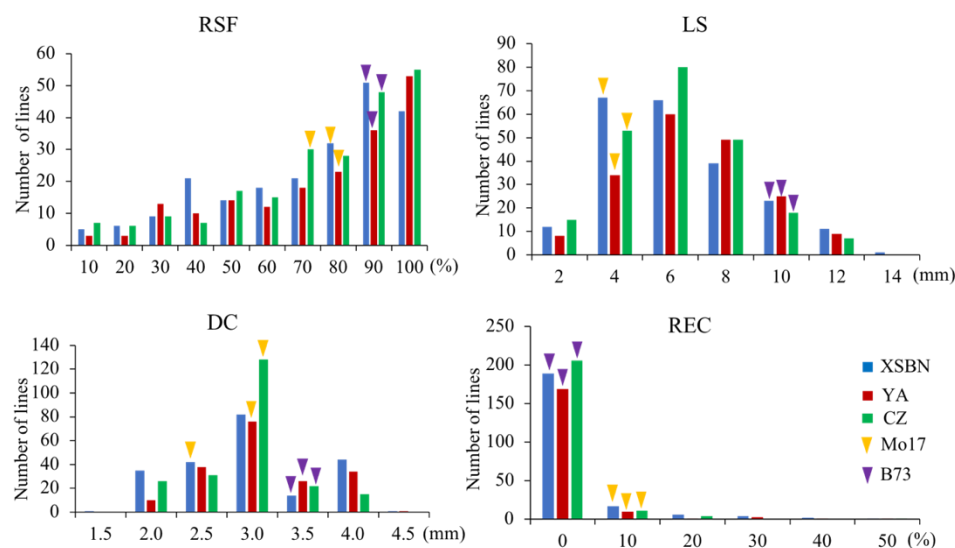 RSF
Number of lines
60
50
40
30
20
10
0
10 20 30 40 50 60 70 80 90 100 (%)
LS
Number of lines
90
80
70
60
50
40
30
20
10
0
2 4 6 8 10 12 14 (mm)
DC
Number of lines
140
120
100
80
60
40
20
0
1.5 2.0 2.5 3.0 3.5 4.0 4.5 (mm)
REC
Number of lines
250
200
150
100
50
0
0 10 20 30 40 50 (%)
XSBN
YA
CZ
Mo17
B73